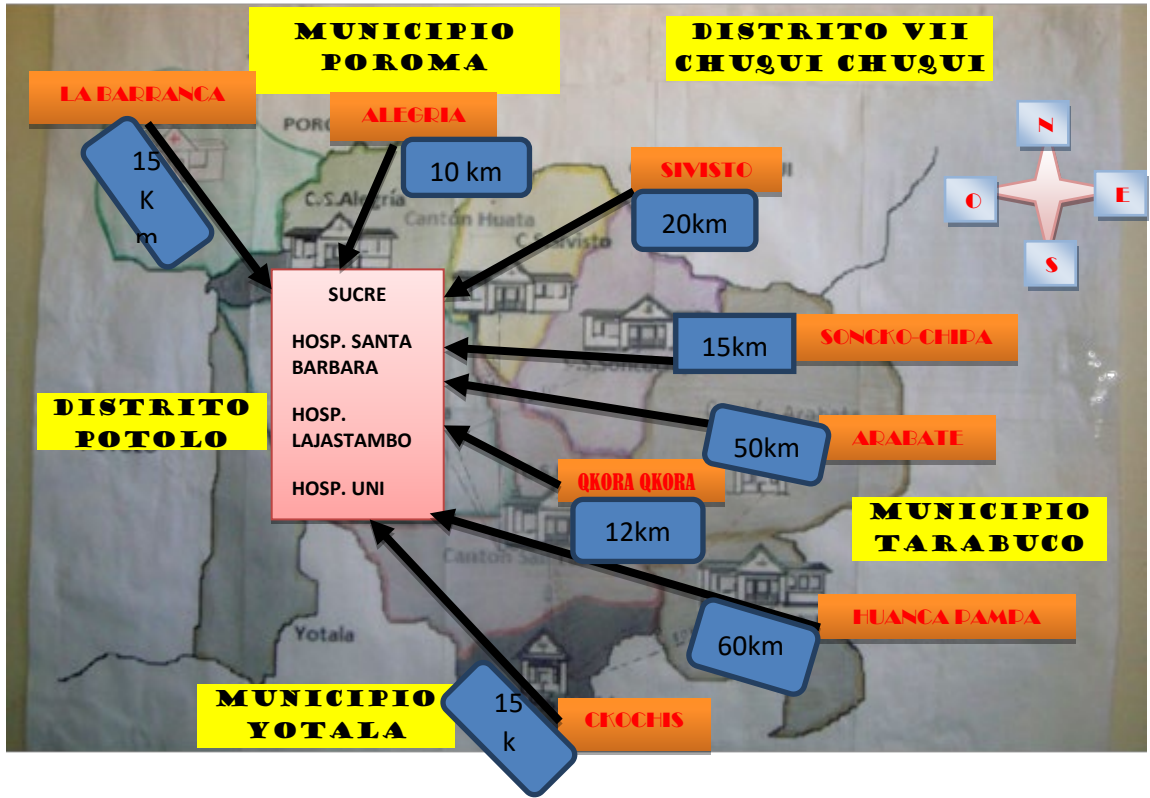 MUNICIPIO
POROMA
DISTRITO VII
CHUQUI CHUQUI
LA BARRANCA
ALEGRIA
15
K
m
10 km
SIVISTO
20km
N
O
E
S
C.S.Alegría
Cantón Huata
SUCRE
HOSP. SANTA
BARBARA
HOSP.
LAJASTAMBO
HOSP. UNI
15km
SONCKO-CHIPA
DISTRITO
POTOLO
50km
ARABATE
QKORA QKORA
12km
MUNICIPIO
TARABUCO
HUANCA PAMPA
60km
Yotala
MUNICIPIO
YOTALA
15
k
CKOCHIS